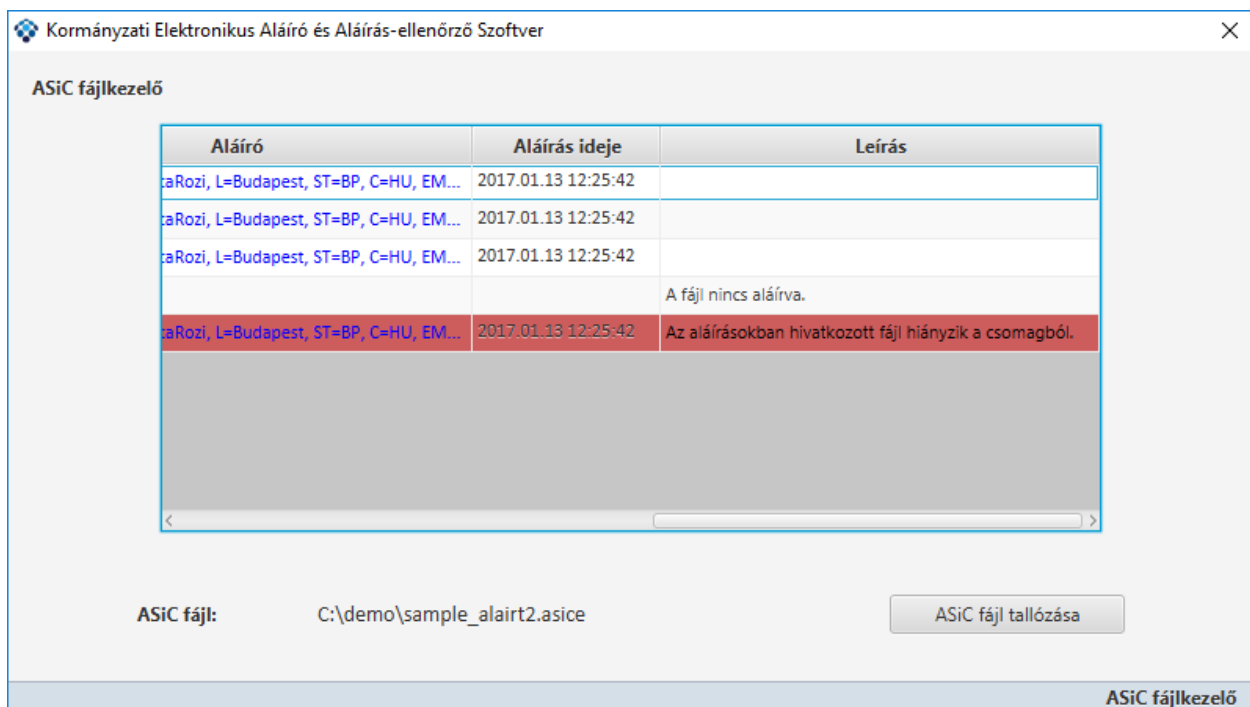 Kormányzati Elektronikus Aláíró és Aláírás-ellenőrző Szoftver
ASiC fájlkezelő
Aláíró Aláírás ideje Leírás
taRozi, L=Budapest, ST=BP, C=HU, EM... 2017.01.13 12:25:42
taRozi, L=Budapest, ST=BP, C=HU, EM... 2017.01.13 12:25:42
taRozi, L=Budapest, ST=BP, C=HU, EM... 2017.01.13 12:25:42
A fájl nincs aláírva.
taRozi, L=Budapest, ST=BP, C=HU, EM... 2017.01.13 12:25:42 Az aláírásokban hivatkozott fájl hiányzik a csomagból.
ASiC fájl: C:\demo\sample_alairt2.asice ASiC fájl tallózása
ASiC fájlkezelő